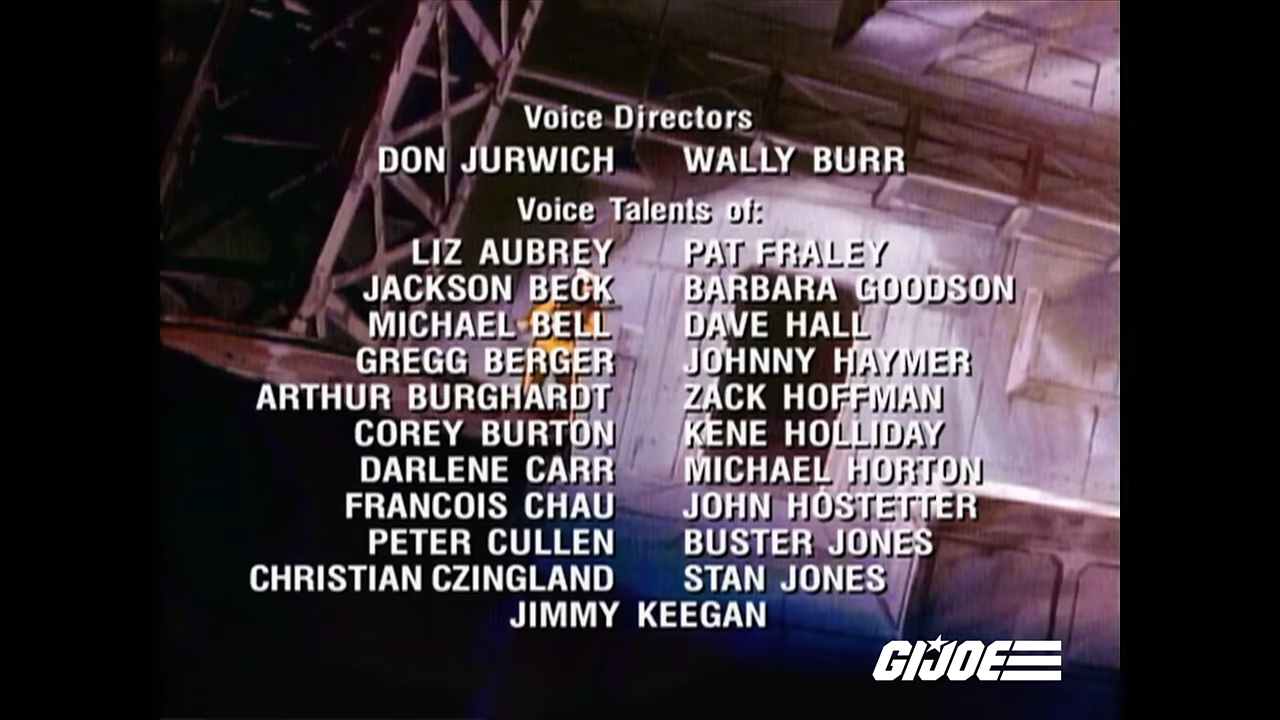 Voice Directors
DON JURWICH WALLY BURR
Voice Talents of:
LIZ AUBREY PAT FRALEY
JACKSON BECK BARBARA GOODSON
MICHAEL BELL DAVE HALL
GREGG BERGER JOHNNY HAYMER
ARTHUR BURGHARDT ZACK HOFFMAN
COREY BURTON KENE HOLLIDAY
DARLENE CARR MICHAEL HORTON
FRANCOIS CHAU JOHN HOSTETTER
PETER CULLEN BUSTER JONES
CHRISTIAN CZINGLAND STAN JONES
JIMMY KEEGAN
GI JOE